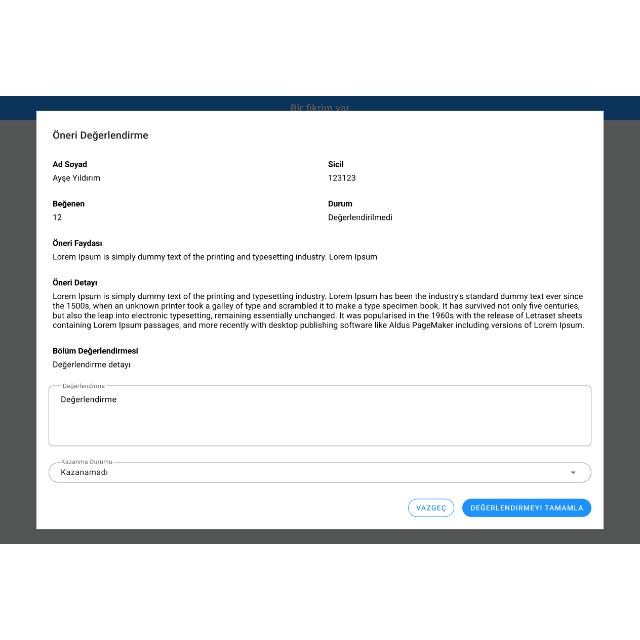 Bir fikrim var
Öneri Değerlendirme
Ad Soyad
Sicil
Ayşe Yıldırım
123123
Beğenen
Durum
12
Değerlendirilmedi
Öneri Faydası
Lorem Ipsum is simply dummy text of the printing and typesetting industry. Lorem Ipsum
Öneri Detayı
Lorem Ipsum is simply dummy text of the printing and typesetting industry. Lorem Ipsum has been the industry's standard dummy text ever since
the 1500s, when an unknown printer took a galley of type and scrambled it to make a type specimen book. It has survived not only five centuries,
but also the leap into electronic typesetting, remaining essentially unchanged. It was popularised in the 1960s with the release of Letraset sheets
containing Lorem Ipsum passages, and more recently with desktop publishing software like Aldus PageMaker including versions of Lorem Ipsum.
Bölüm Değerlendirmesi
Değerlendirme detayı
Değerlendirme
Değerlendirme
Kazanma Durumu
Kazanamadı
VAZGEÇ
DEĞERLENDİRMEYİ TAMAMLA